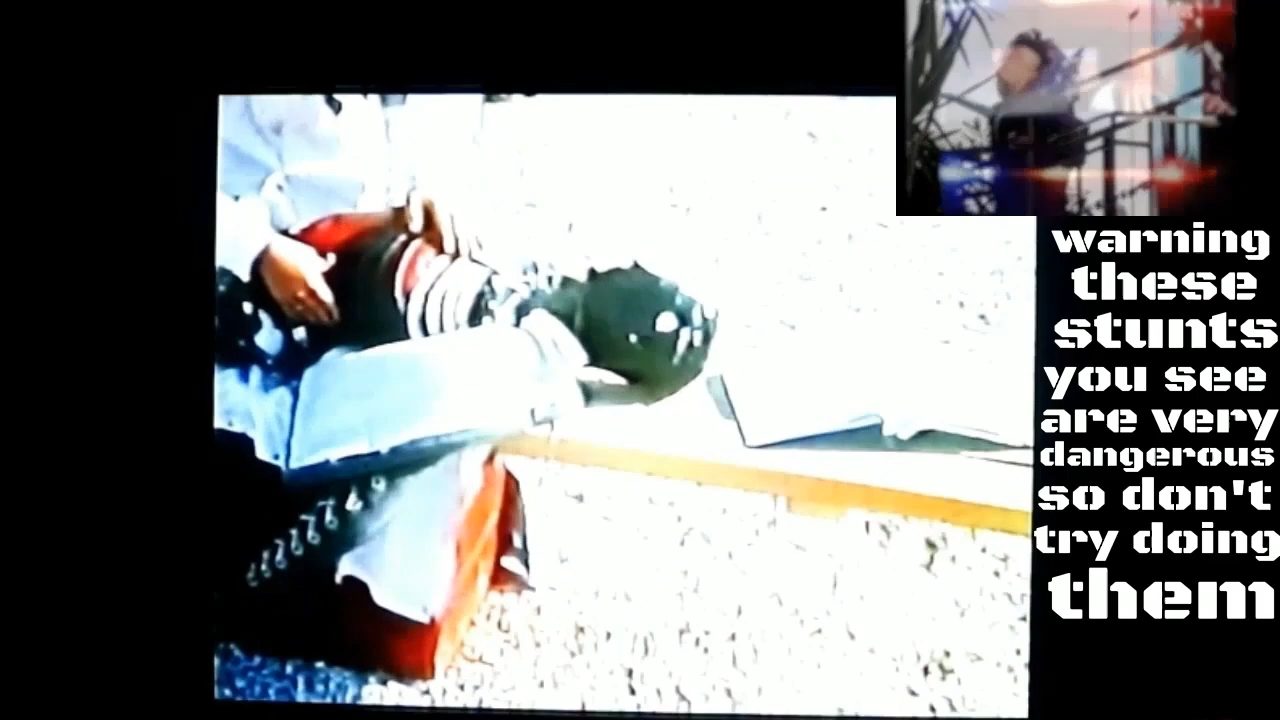 warning
these
stunts
you see
are very
dangerous
so don't
try doing
them